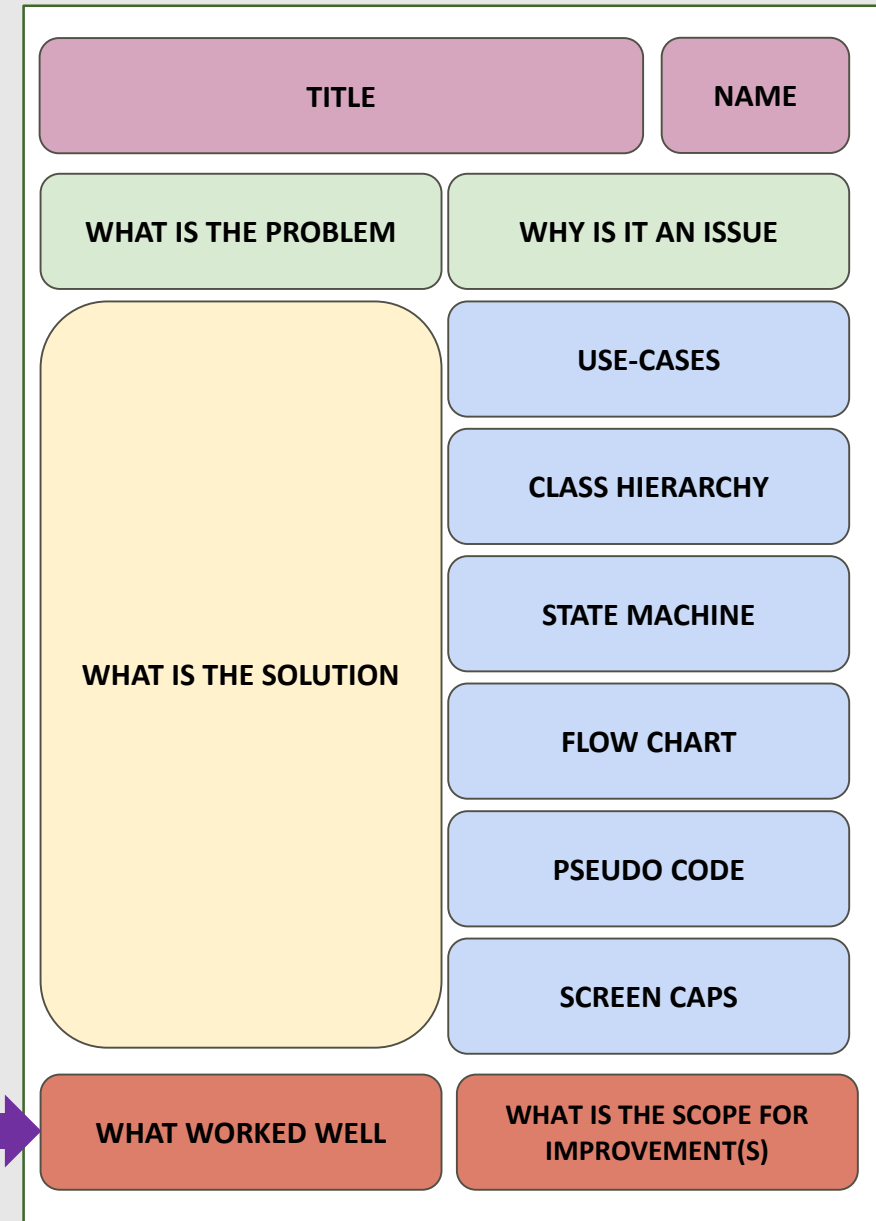 TITLE
NAME
WHAT IS THE PROBLEM
WHY IS IT AN ISSUE
WHAT IS THE SOLUTION
USE-CASES
CLASS HIERARCHY
STATE MACHINE
FLOW CHART
PSEUDO CODE
SCREEN CAPS
WHAT WORKED WELL
WHAT IS THE SCOPE FOR
IMPROVEMENT(S)